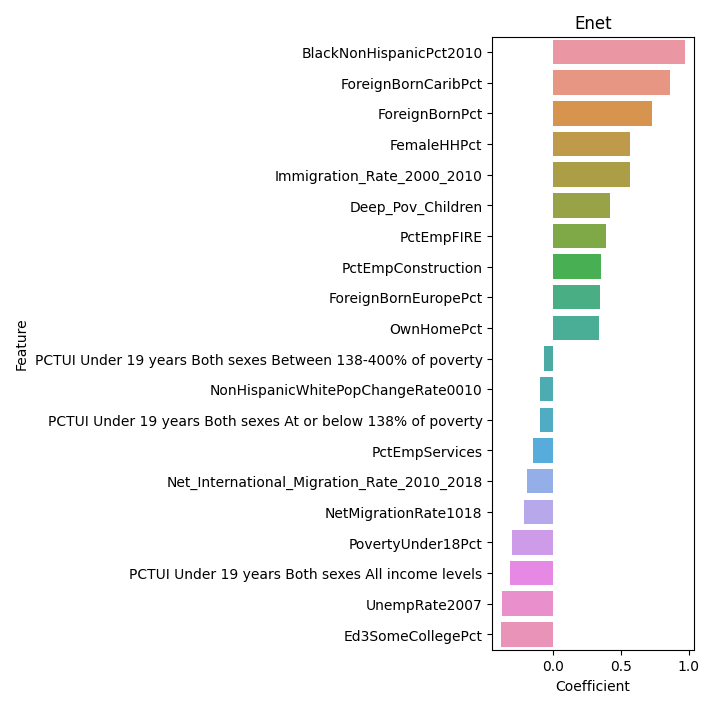 Enet
BlackNonHispanicPct2010
ForeignBornCaribPct
ForeignBornPct
FemaleHHPct
Immigration_Rate_2000_2010
Deep_Pov_Children
PctEmpFIRE
PctEmpConstruction
ForeignBornEuropePct
OwnHomePct
PCTUI Under 19 years Both sexes Between 138-400% of poverty
NonHispanicWhitePopChangeRate0010
PCTUI Under 19 years Both sexes At or below 138% of poverty
PctEmpServices
Net_International_Migration_Rate_2010_2018
NetMigrationRate1018
PovertyUnder18Pct
PCTUI Under 19 years Both sexes All income levels
UnempRate2007
Ed3SomeCollegePct
Feature
0.0 0.5 1.0
Coefficient